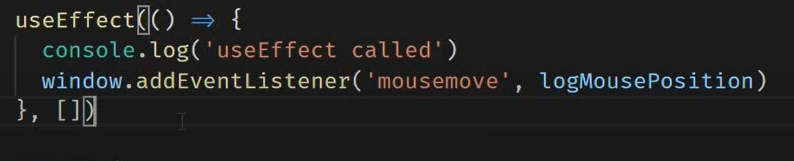 useEffect(() => {
console.log('useEffect called')
window.addEventListener('mousemove', logMousePosition)
}, [])